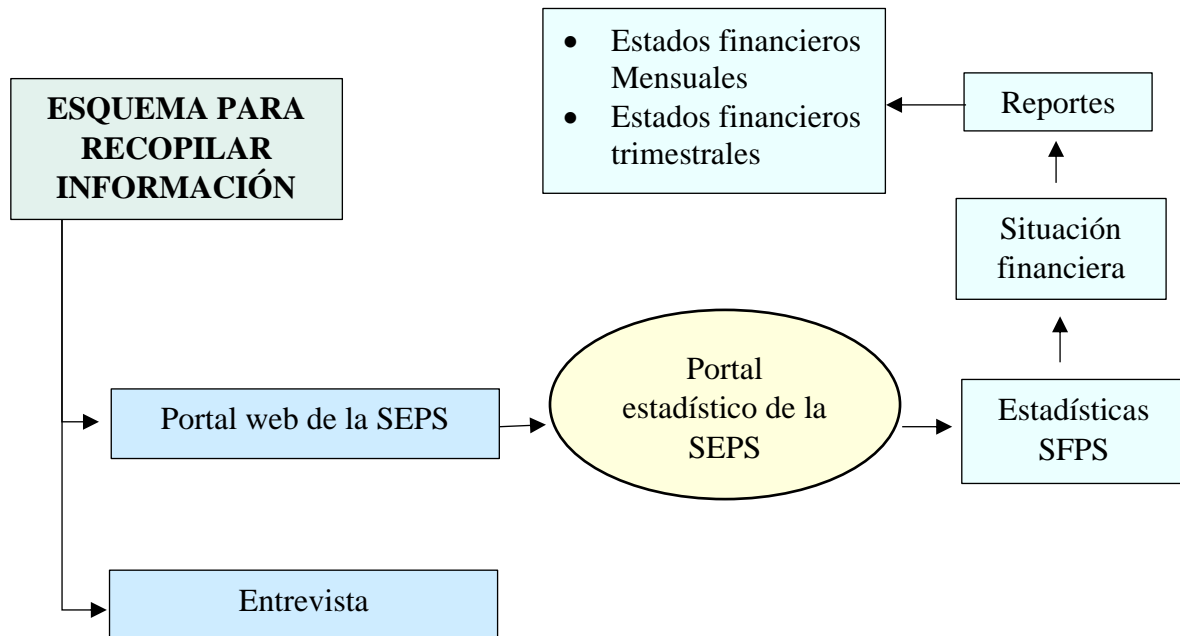 ESQUEMA PARA
RECOPILAR
INFORMACIÓN
• Estados financieros
Mensuales
• Estados financieros
trimestrales
Reportes
Situación
financiera
Portal web de la SEPS
Portal
estadístico de la
SEPS
Estadísticas
SFPS
Entrevista